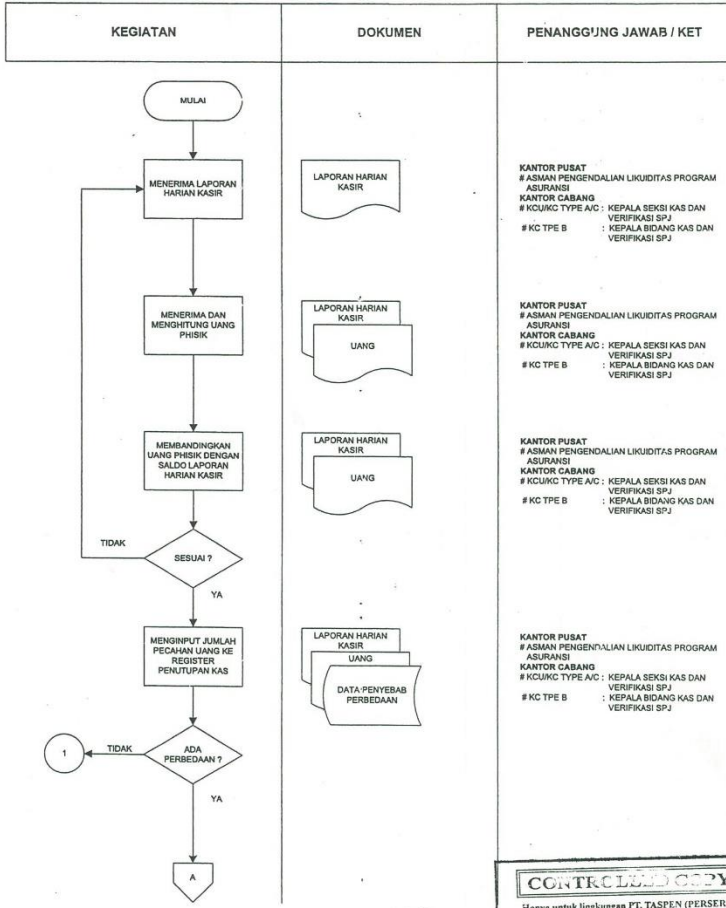 KEGIATAN
DOKUMEN
PENANGGUNG JAWAB / KET
MULAI
MENERIMA LAPORAN
HARIAN KASIR
LAPORAN HARIAN
KASIR
KANTOR PUSAT
# ASMAN PENGENDALIAN LIKUIDITAS PROGRAM
ASURANSI
KANTOR CABANG
# KCU/KC TYPE A/C : KEPALA SEKSI KAS DAN
VERIFIKASI SPJ
# KC TPE B : KEPALA BIDANG KAS DAN
VERIFIKASI SPJ
MENERIMA DAN
MENGHITUNG UANG
PHISIK
LAPORAN HARIAN
KASIR
UANG
KANTOR PUSAT
# ASMAN PENGENDALIAN LIKUIDITAS PROGRAM
ASURANSI
KANTOR CABANG
# KCU/KC TYPE A/C : KEPALA SEKSI KAS DAN
VERIFIKASI SPJ
# KC TPE B : KEPALA BIDANG KAS DAN
VERIFIKASI SPJ
MEMBANDINGKAN
UANG PHISIK DENGAN
SALDO LAPORAN
HARIAN KASIR
LAPORAN HARIAN
KASIR
UANG
KANTOR PUSAT
# ASMAN PENGENDALIAN LIKUIDITAS PROGRAM
ASURANSI
KANTOR CABANG
# KCU/KC TYPE A/C : KEPALA SEKSI KAS DAN
VERIFIKASI SPJ
# KC TPE B : KEPALA BIDANG KAS DAN
VERIFIKASI SPJ
TIDAK
SESUAI ?
YA
MENGINPUT JUMLAH
PECAHAN UANG KE
REGISTER
PENUTUPAN KAS
LAPORAN HARIAN
KASIR
UANG
DATA PENYEBAB
PERBEDAAN
KANTOR PUSAT
# ASMAN PENGENDALIAN LIKUIDITAS PROGRAM
ASURANSI
KANTOR CABANG
# KCU/KC TYPE A/C : KEPALA SEKSI KAS DAN
VERIFIKASI SPJ
# KC TPE B : KEPALA BIDANG KAS DAN
VERIFIKASI SPJ
1
TIDAK
ADA
PERBEDAAN ?
YA
A
CONTROLLED COPY
Hanya untuk lingkungan PT. TASPEN (PERSER